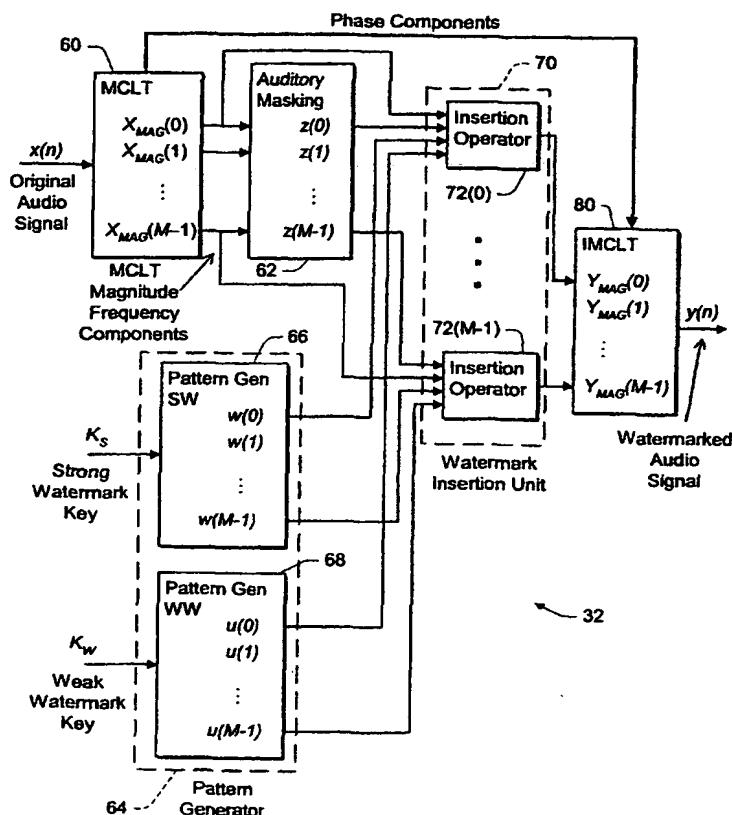 Phase Components
60
MCLT
X_MAG(0)
X_MAG(1)
⋮
X_MAG(M-1)
x(n)
Original
Audio
Signal
MCLT
Magnitude
Frequency
Components
Auditory
Masking
z(0)
z(1)
⋮
z(M-1)
62
70
Insertion
Operator
72(0)
72(M-1)
Insertion
Operator
Watermark
Insertion Unit
80
IMCLT
Y_MAG(0)
Y_MAG(1)
⋮
Y_MAG(M-1)
y(n)
Watermarked
Audio
Signal
66
Pattern Gen
SW
w(0)
w(1)
⋮
w(M-1)
K_S
Strong
Watermark
Key
68
Pattern Gen
WW
u(0)
u(1)
⋮
u(M-1)
K_W
Weak
Watermark
Key
64
Pattern
Generator
32